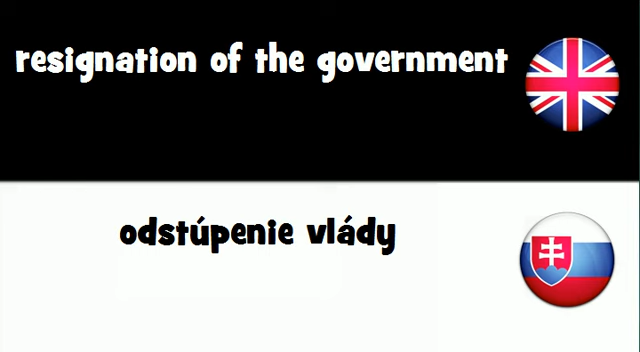 resignation of the government
odstúpenie vlády